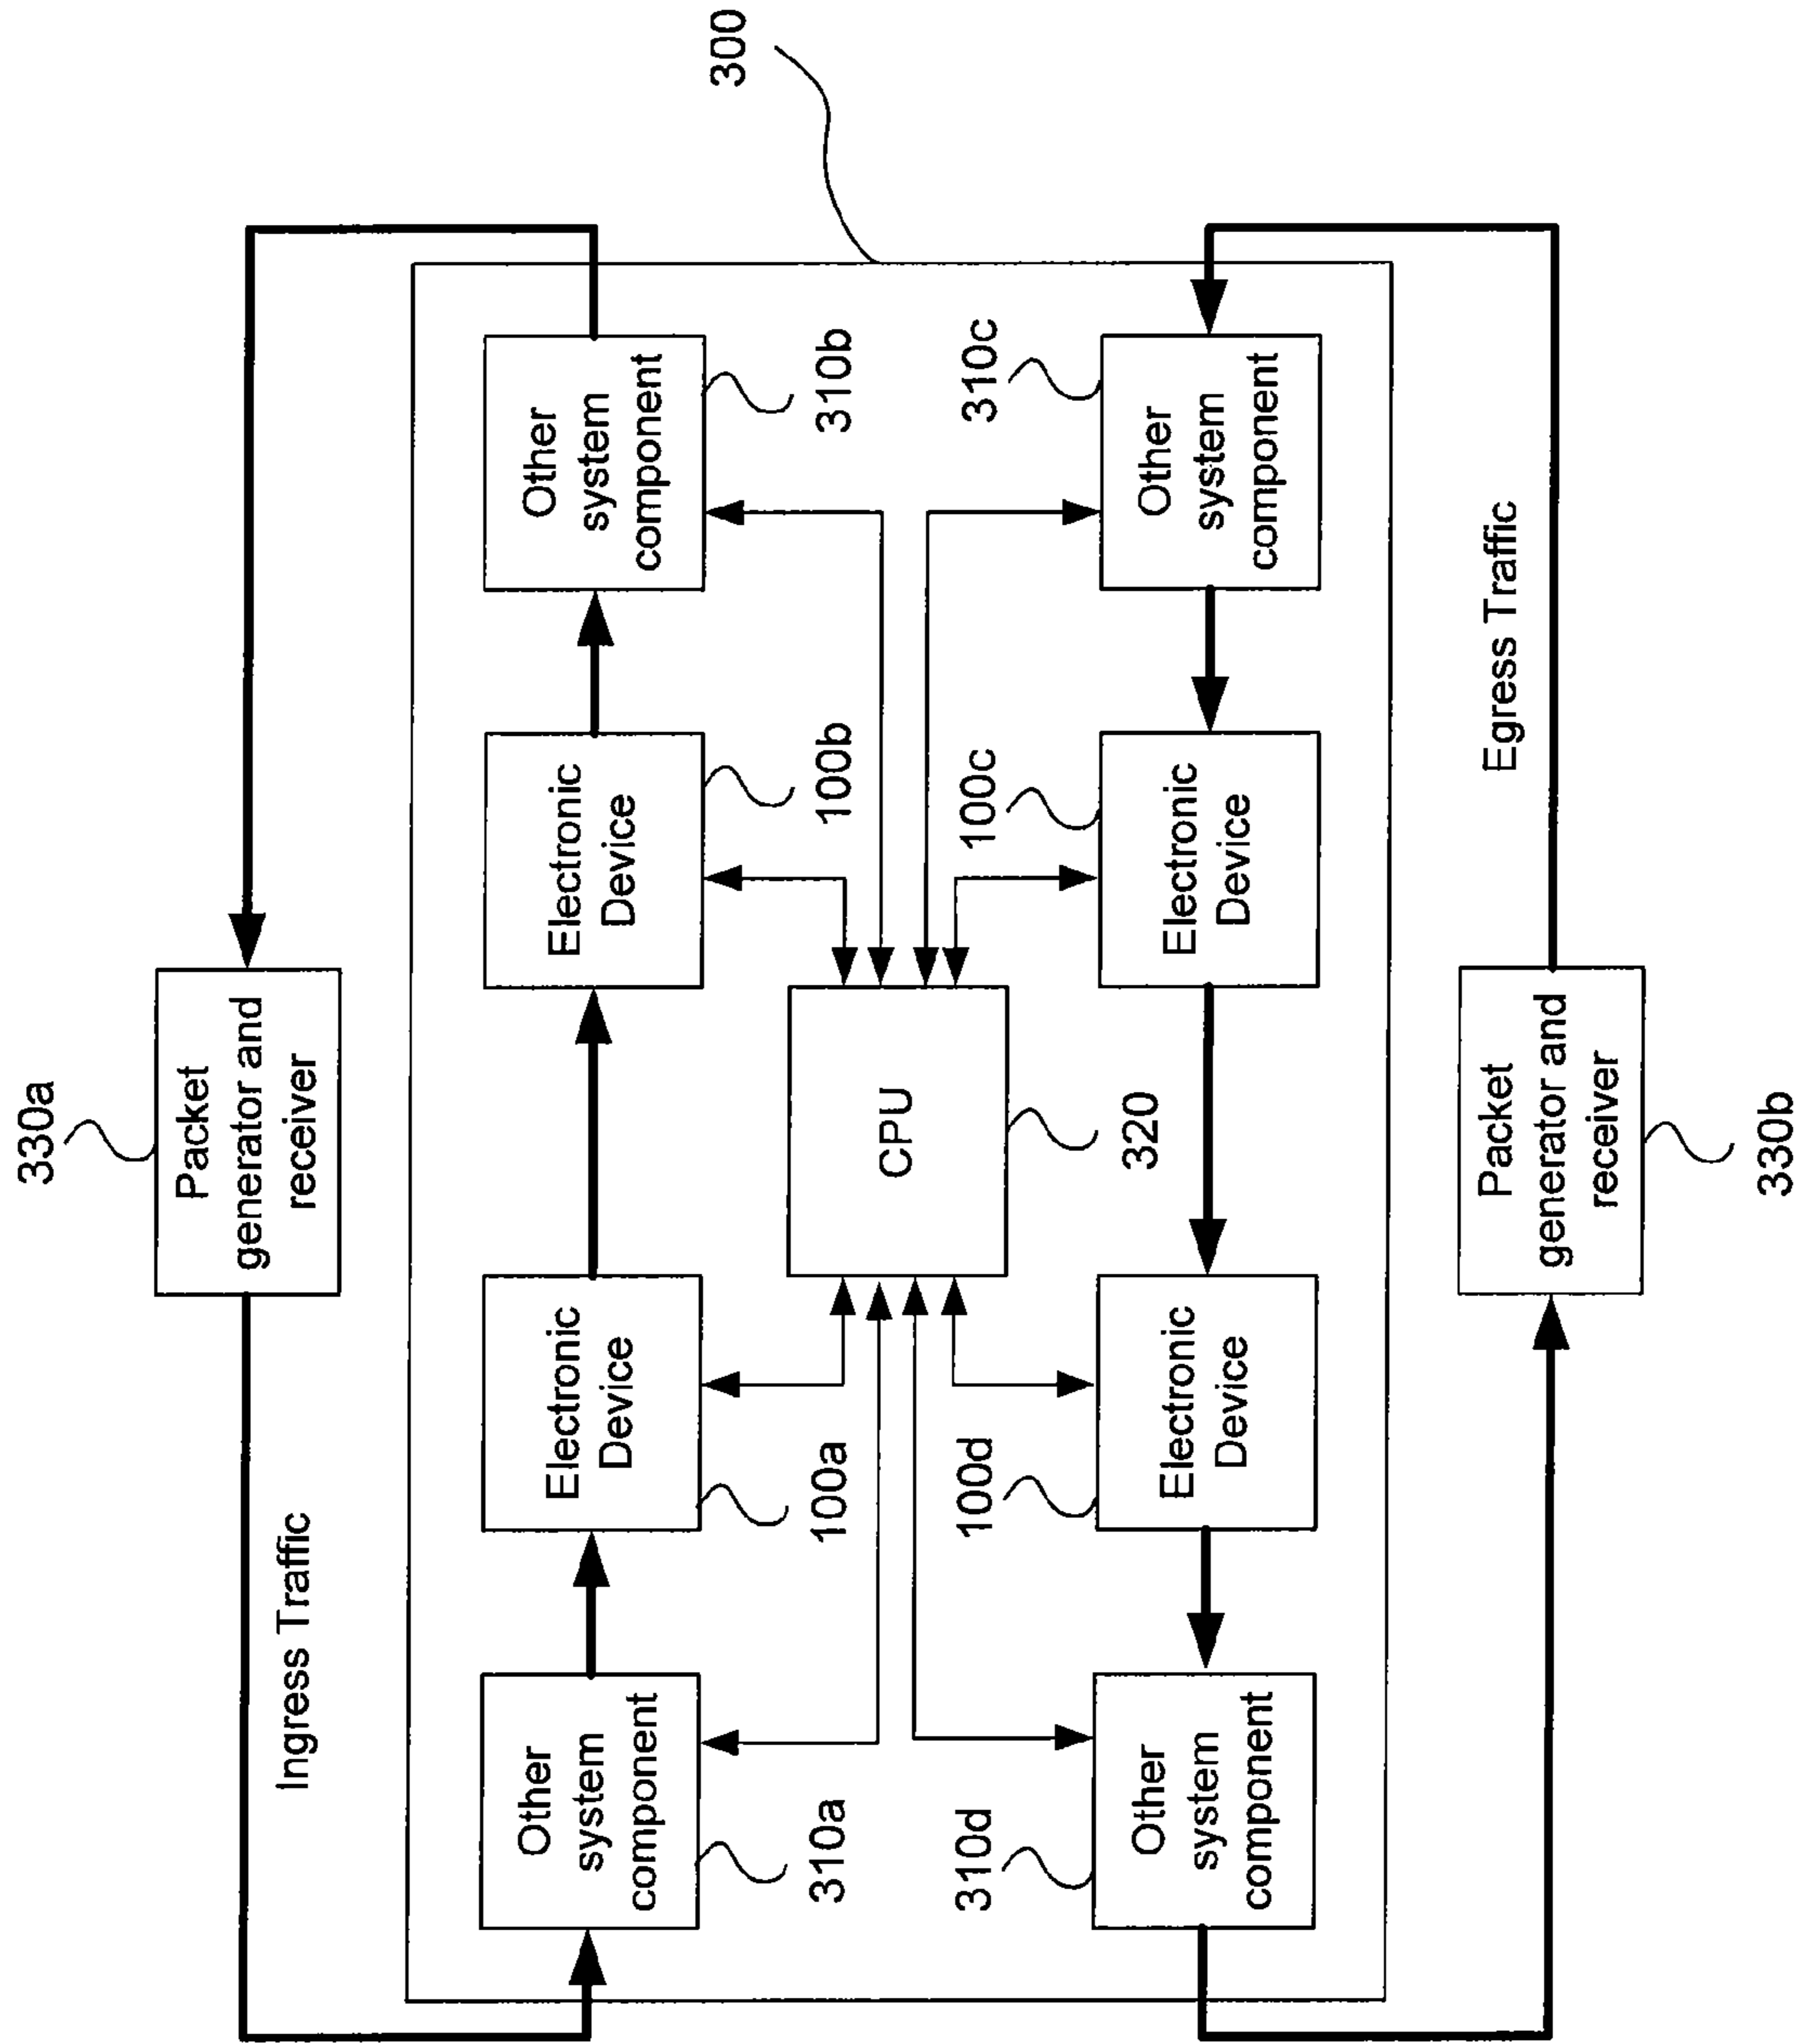 330a
Packet
generator and
receiver
Ingress Traffic
300
Other
system
component
310a
Electronic
Device
100a
Electronic
Device
100b
Other
system
component
310b
CPU
320
310d
Other
system
component
100d
Electronic
Device
100c
Electronic
Device
310c
Other
system
component
Egress Traffic
Packet
generator and
receiver
330b